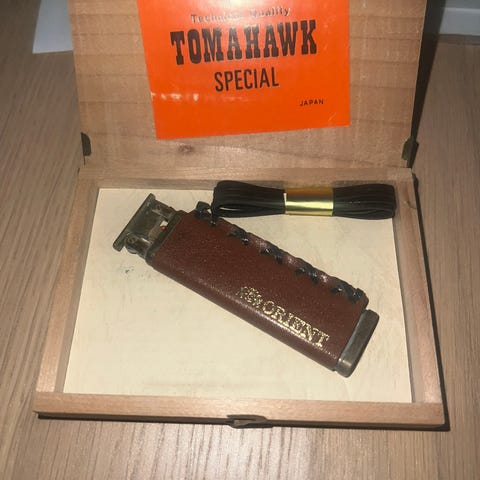 Technical Quality
TOMAHAWK
SPECIAL
JAPAN
ORIENT